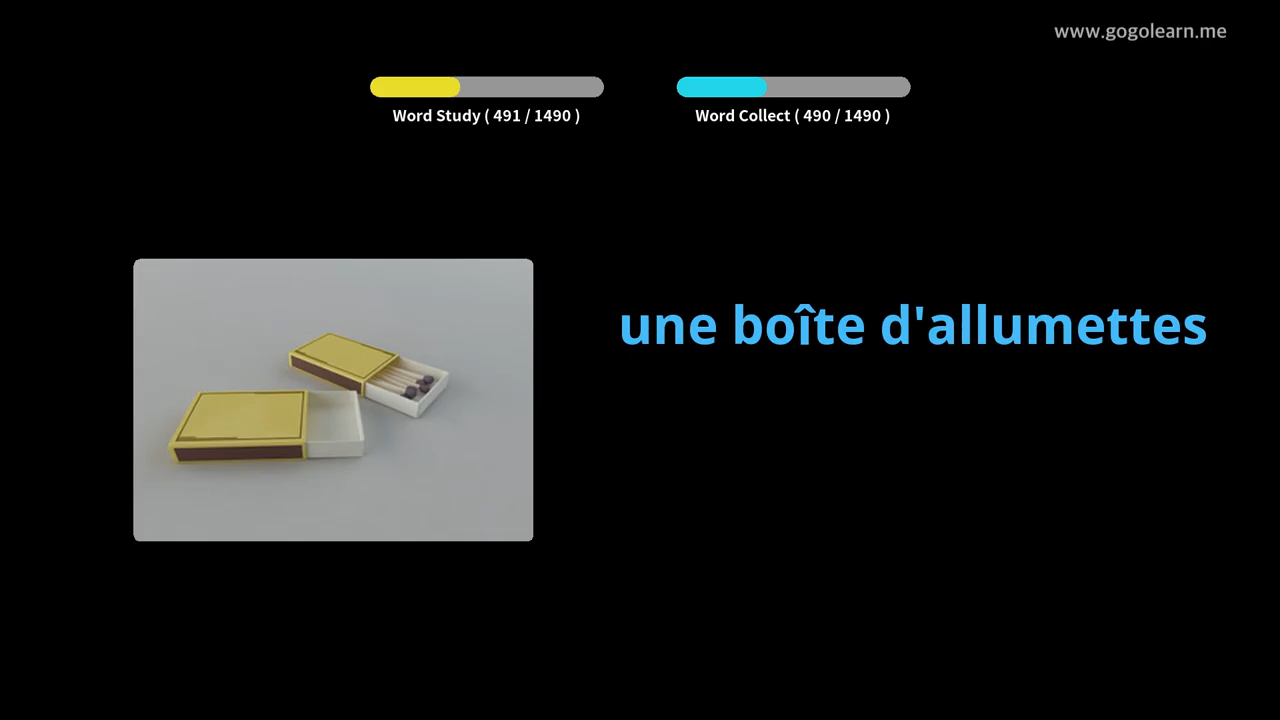 www.gogolearn.me
Word Study ( 491 / 1490 )
Word Collect ( 490 / 1490 )
une boîte d'allumettes